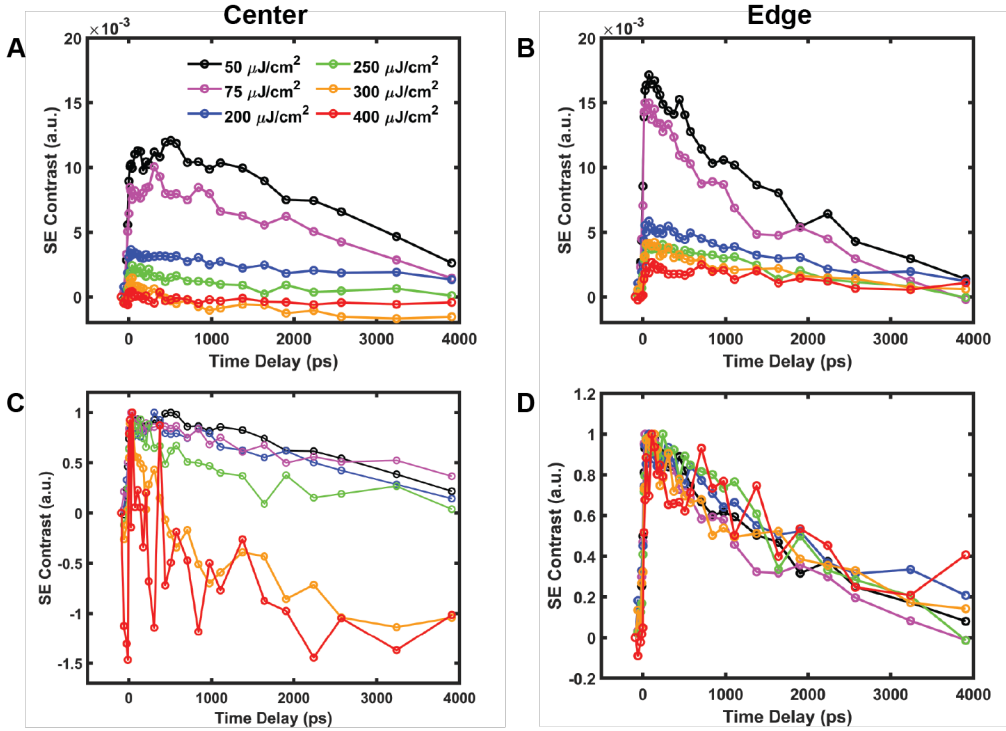 Center
Edge
A
×10⁻³
20
15
10
5
0
SE Contrast (a.u.)
50 μJ/cm²
75 μJ/cm²
200 μJ/cm²
250 μJ/cm²
300 μJ/cm²
400 μJ/cm²
0 1000 2000 3000 4000
Time Delay (ps)
B
×10⁻³
20
15
10
5
0
SE Contrast (a.u.)
0 1000 2000 3000 4000
Time Delay (ps)
C
1
0.5
0
-0.5
-1
-1.5
SE Contrast (a.u.)
0 1000 2000 3000 4000
Time Delay (ps)
D
1.2
1
0.8
0.6
0.4
0.2
0
-0.2
SE Contrast (a.u.)
0 1000 2000 3000 4000
Time Delay (ps)